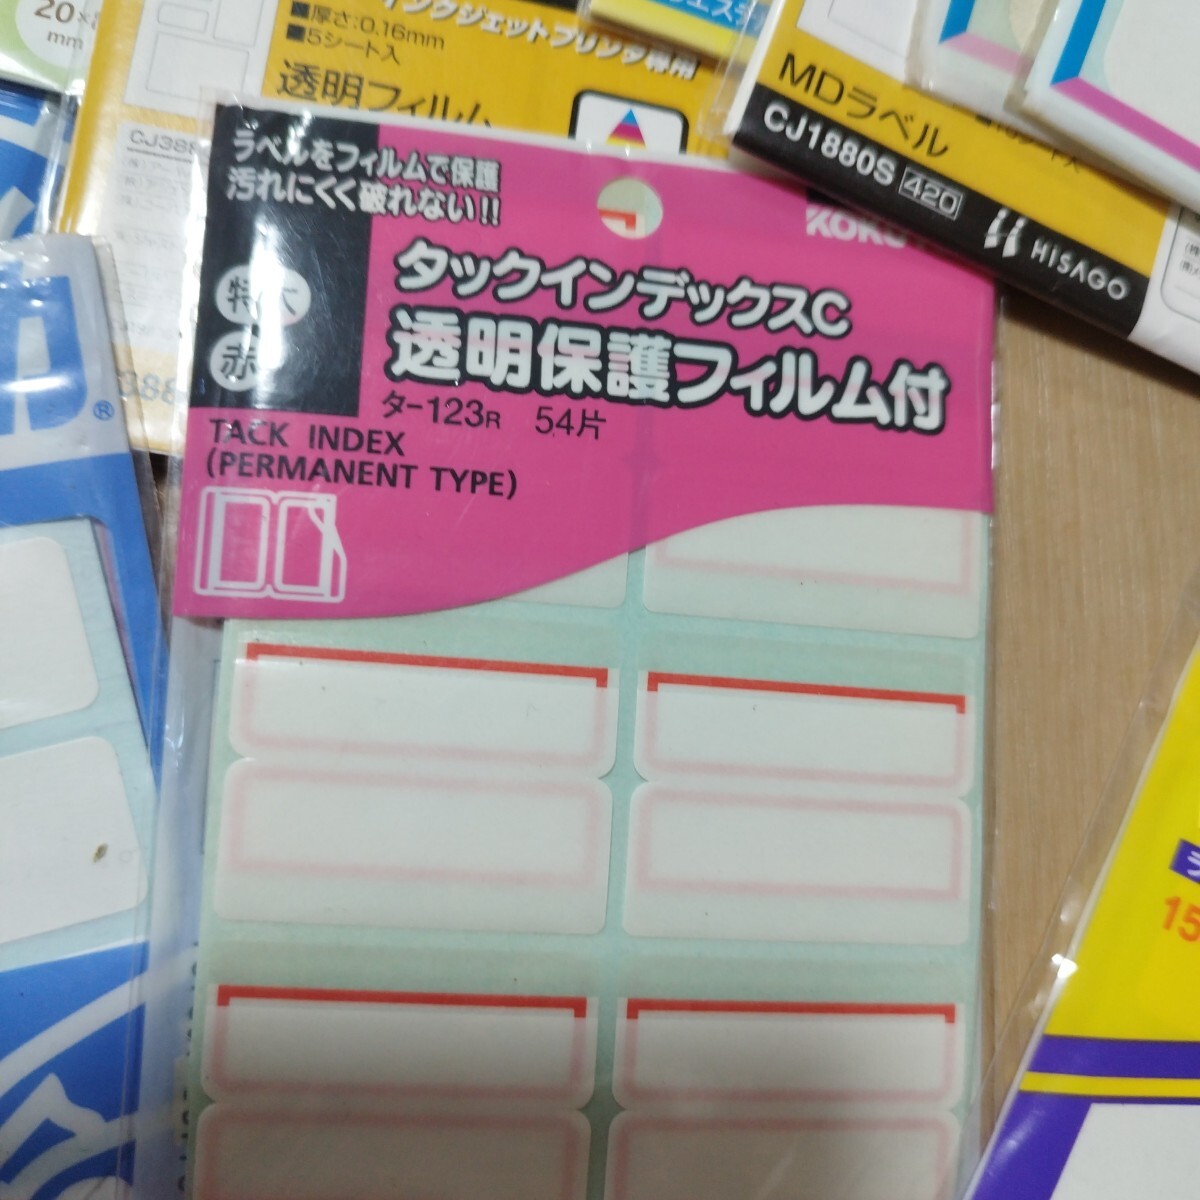 20×
mm
■厚さ:0.16mm
■5シート入
透明フィルム
インクジェットプリンタ専用
MDラベル
CJ1880S 420
HISAGO
ラベルをフィルムで保護
汚れにくく破れない!!
特大
赤
タックインデックスC
透明保護フィルム付
タ-123R 54片
TACK INDEX
(PERMANENT TYPE)
®
15